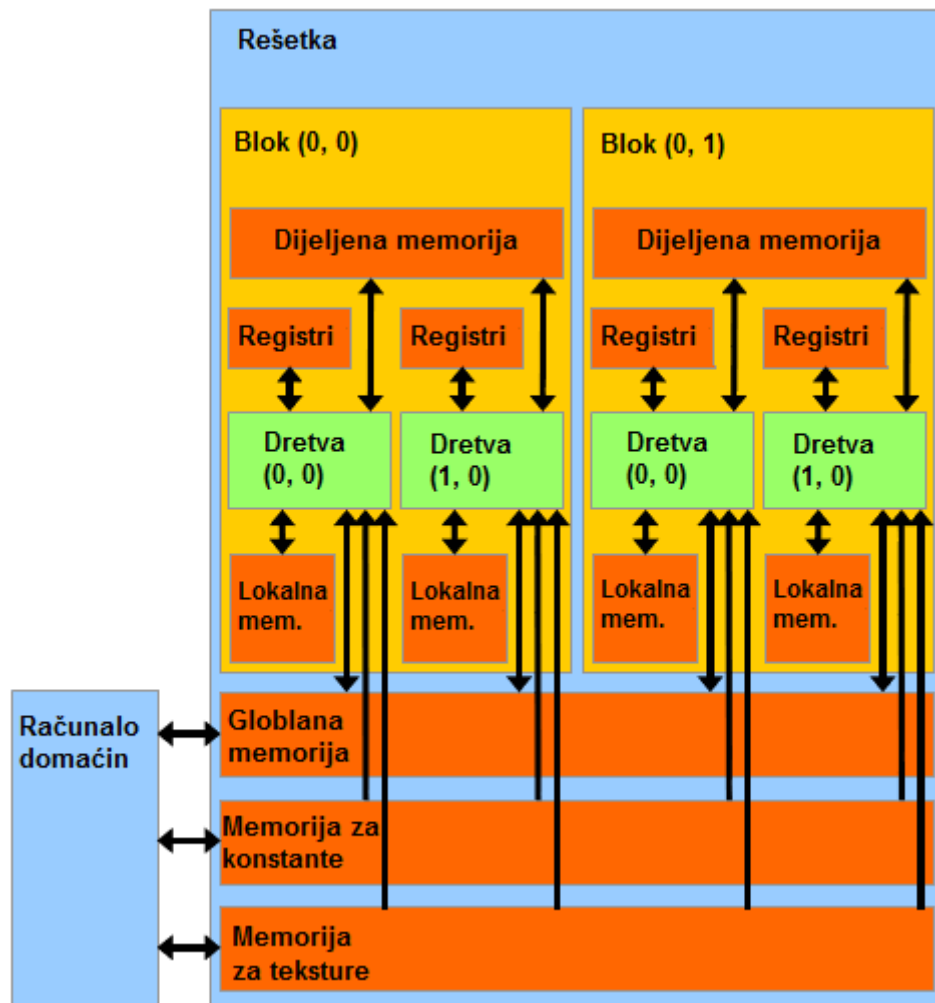 Rešetka
Blok (0, 0)
Blok (0, 1)
Dijeljena memorija
Dijeljena memorija
Registri
Registri
Registri
Registri
Dretva
(0, 0)
Dretva
(1, 0)
Dretva
(0, 0)
Dretva
(1, 0)
Lokalna
mem.
Lokalna
mem.
Lokalna
mem.
Lokalna
mem.
Računalo
domaćin
Globlana
memorija
Memorija za
konstante
Memorija
za teksture